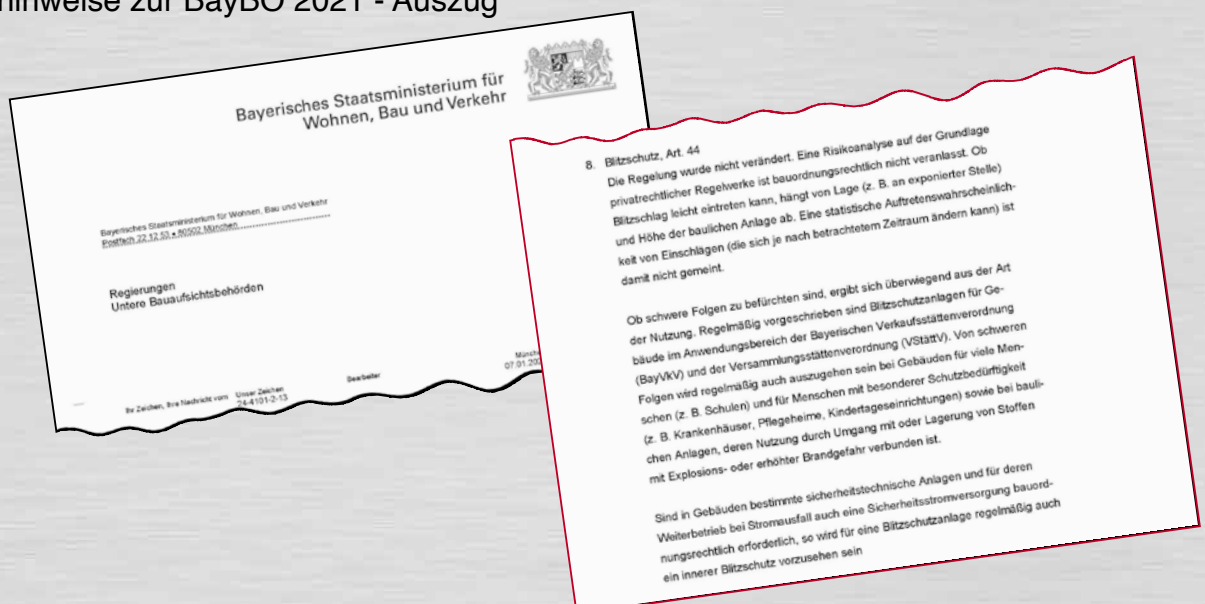 hinweise zur BayBO 2021 - Auszug
Bayerisches Staatsministerium für
Wohnen, Bau und Verkehr
Bayerisches Staatsministerium für Wohnen, Bau und Verkehr
Postfach 22 12 53 • 80502 München
Regierungen
Untere Bauaufsichtsbehörden
Ihr Zeichen, Ihre Nachricht vom
Unser Zeichen
24-4101-2-13
Bearbeiter
Münche
07.01.202
8. Blitzschutz, Art. 44
Die Regelung wurde nicht verändert. Eine Risikoanalyse auf der Grundlage
privatrechtlicher Regelwerke ist bauordnungsrechtlich nicht veranlasst. Ob
Blitzschlag leicht eintreten kann, hängt von Lage (z. B. an exponierter Stelle)
und Höhe der baulichen Anlage ab. Eine statistische Auftretenswahrscheinlich-
keit von Einschlägen (die sich je nach betrachtetem Zeitraum ändern kann) ist
damit nicht gemeint.
Ob schwere Folgen zu befürchten sind, ergibt sich überwiegend aus der Art
der Nutzung. Regelmäßig vorgeschrieben sind Blitzschutzanlagen für Ge-
bäude im Anwendungsbereich der Bayerischen Verkaufsstättenverordnung
(BayVkV) und der Versammlungsstättenverordnung (VStättV). Von schweren
Folgen wird regelmäßig auch auszugehen sein bei Gebäuden für viele Men-
schen (z. B. Schulen) und für Menschen mit besonderer Schutzbedürftigkeit
(z. B. Krankenhäuser, Pflegeheime, Kindertageseinrichtungen) sowie bei bauli-
chen Anlagen, deren Nutzung durch Umgang mit oder Lagerung von Stoffen
mit Explosions- oder erhöhter Brandgefahr verbunden ist.
Sind in Gebäuden bestimmte sicherheitstechnische Anlagen und für deren
Weiterbetrieb bei Stromausfall auch eine Sicherheitsstromversorgung bauord-
nungsrechtlich erforderlich, so wird für eine Blitzschutzanlage regelmäßig auch
ein innerer Blitzschutz vorzusehen sein